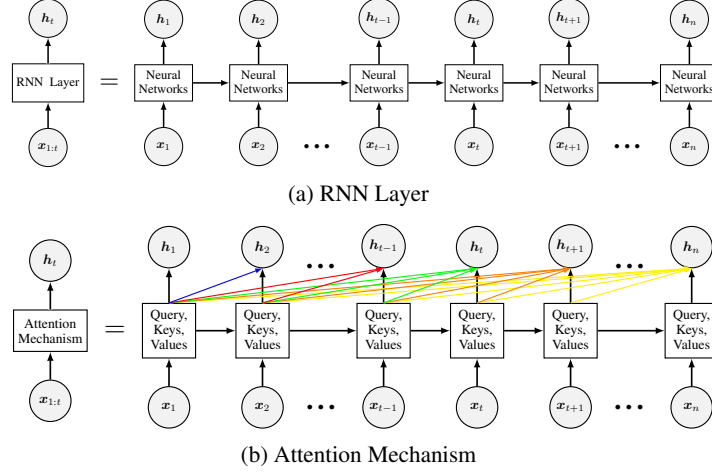 h_t h_1 h_2 h_{t−1} h_t h_{t+1} h_n
RNN Layer = Neural Networks Neural Networks Neural Networks Neural Networks Neural Networks Neural Networks
x_{1:t} x_1 x_2 ••• x_{t−1} x_t x_{t+1} ••• x_n
(a) RNN Layer
h_t h_1 h_2 ••• h_{t−1} h_t h_{t+1} ••• h_n
Attention Mechanism = Query, Keys, Values Query, Keys, Values Query, Keys, Values Query, Keys, Values Query, Keys, Values Query, Keys, Values
x_{1:t} x_1 x_2 ••• x_{t−1} x_t x_{t+1} ••• x_n
(b) Attention Mechanism